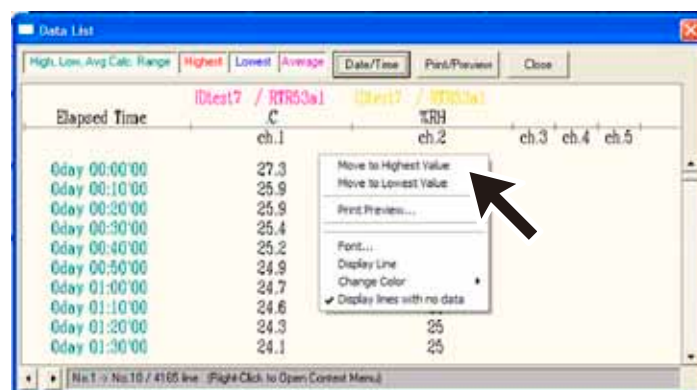 Data List
High, Low, Avg Calc. Range Highest Lowest Average Date/Time Print/Preview Close
IDtest7 / RTR53a1 IDtest7 / RTR53a1
Elapsed Time .C %RH
ch.1 ch.2 ch.3 ch.4 ch.5
0day 00:00'00 27.3
0day 00:10'00 25.9
0day 00:20'00 25.9
0day 00:30'00 25.4
0day 00:40'00 25.2
0day 00:50'00 24.9
0day 01:00'00 24.7
0day 01:10'00 24.6
0day 01:20'00 24.3 25
0day 01:30'00 24.1 25
Move to Highest Value
Move to Lowest Value
Print Preview...
Font...
Display Line
Change Color
Display lines with no data
No.1 -> No.10 / 4165 line (Right-Click to Open Context Menu)